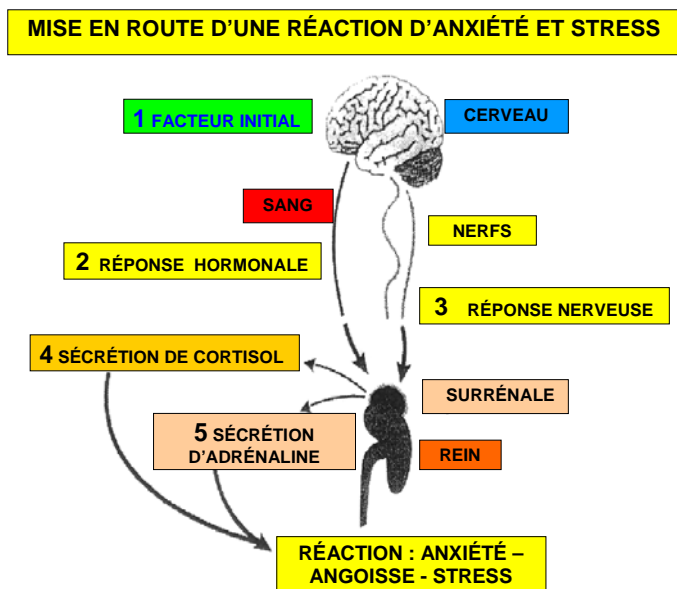 MISE EN ROUTE D'UNE RÉACTION D'ANXIÉTÉ ET STRESS
1 FACTEUR INITIAL
CERVEAU
SANG
NERFS
2 RÉPONSE HORMONALE
3 RÉPONSE NERVEUSE
4 SÉCRÉTION DE CORTISOL
SURRÉNALE
5 SÉCRÉTION
D'ADRÉNALINE
REIN
RÉACTION : ANXIÉTÉ –
ANGOISSE - STRESS